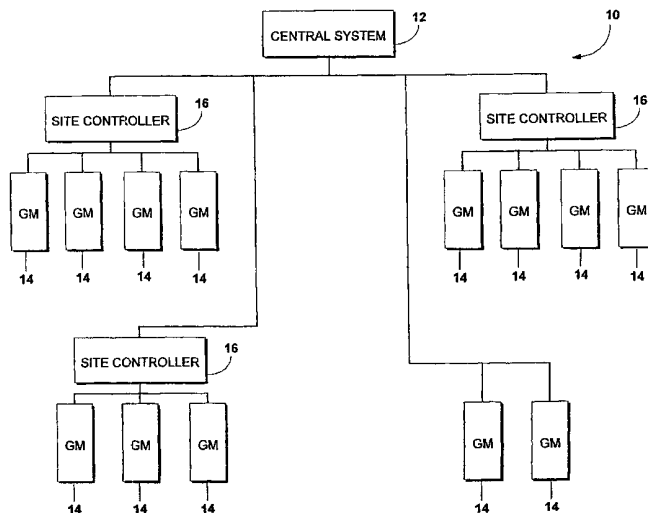 12
10
CENTRAL SYSTEM
16
16
SITE CONTROLLER
SITE CONTROLLER
GM GM GM GM
GM GM GM GM
14 14 14 14
14 14 14 14
16
SITE CONTROLLER
GM GM GM
GM GM
14 14 14
14 14